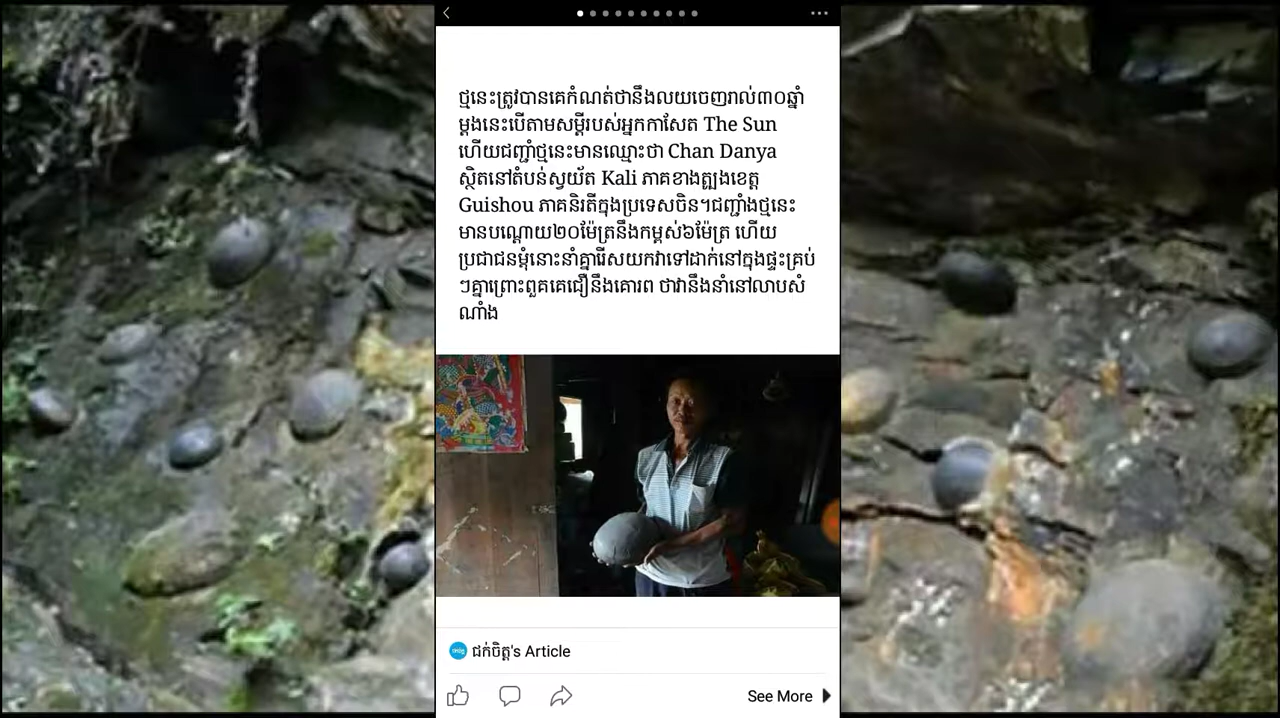 ថ្មនេះត្រូវបានគេកំណត់ថានឹងលយចេញរាល់៣០ឆ្នាំ
ម្ដងនេះបើតាមសម្ដីរបស់អ្នកកាសែត The Sun
ហើយជញ្ជាំថ្មនេះមានឈ្មោះថា Chan Danya
ស្ថិតនៅតំបន់ស្វយ័ត Kali ភាគខាងត្បូងខេត្ត
Guishou ភាគនិរតីក្នុងប្រទេសចិន។ជញ្ជាំងថ្មនេះ
មានបណ្ដោយ២០ម៉ែត្រនឹងកម្ពស់៦ម៉ែត្រ ហើយ
ប្រជាជនម្ដុំនោះនាំគ្នារើសយកវាទៅដាក់នៅក្នុងផ្ទះគ្រប់
ៗគ្នាព្រោះពួគគេជឿនឹងគោរព ថាវានឹងនាំនៅលាបសំ
ណាំង
ជក់ចិត្ត's Article
See More